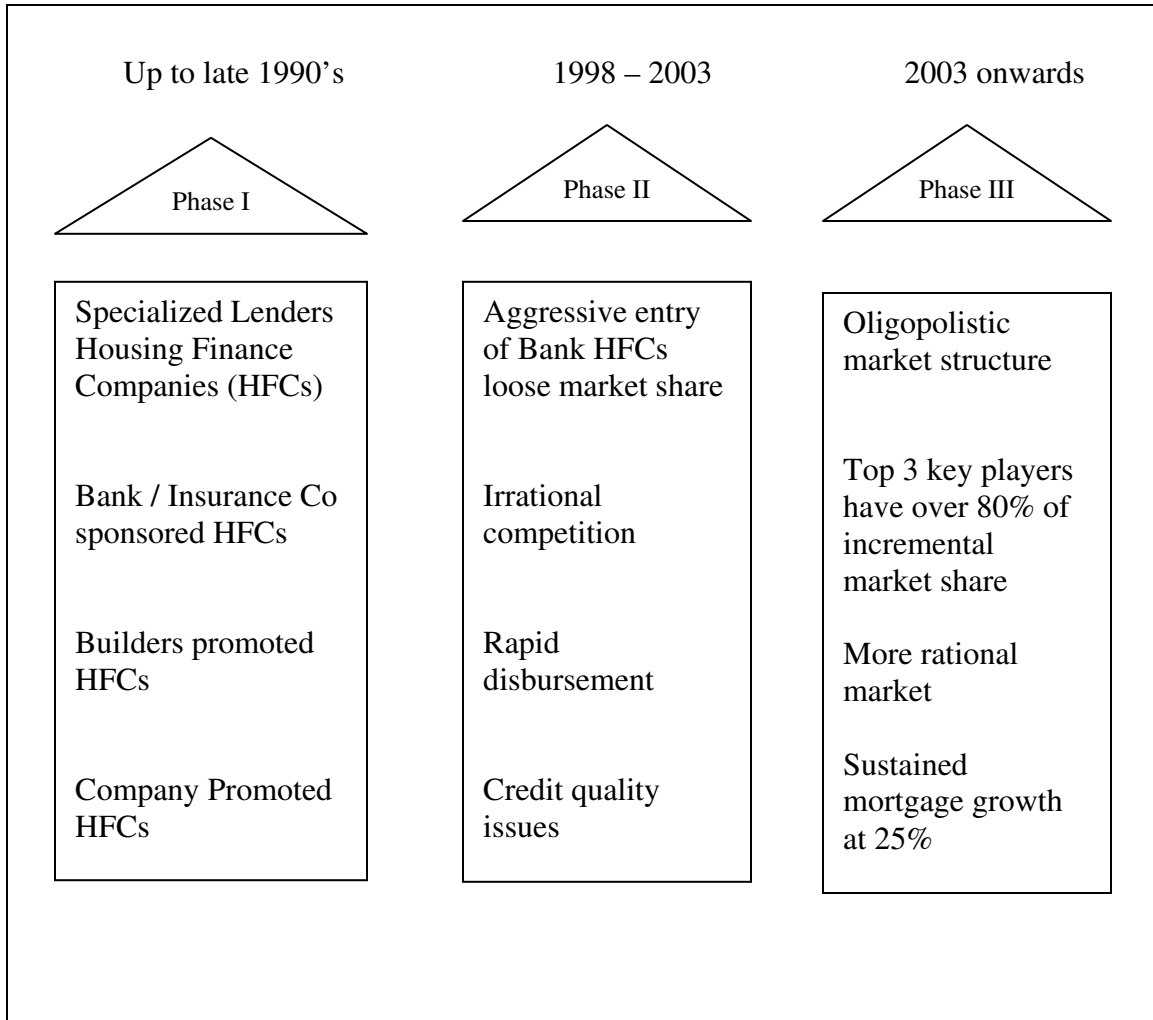 Up to late 1990’s
1998 – 2003
2003 onwards
Phase I
Phase II
Phase III
Specialized Lenders
Housing Finance
Companies (HFCs)
Bank / Insurance Co
sponsored HFCs
Builders promoted
HFCs
Company Promoted
HFCs
Aggressive entry
of Bank HFCs
loose market share
Irrational
competition
Rapid
disbursement
Credit quality
issues
Oligopolistic
market structure
Top 3 key players
have over 80% of
incremental
market share
More rational
market
Sustained
mortgage growth
at 25%